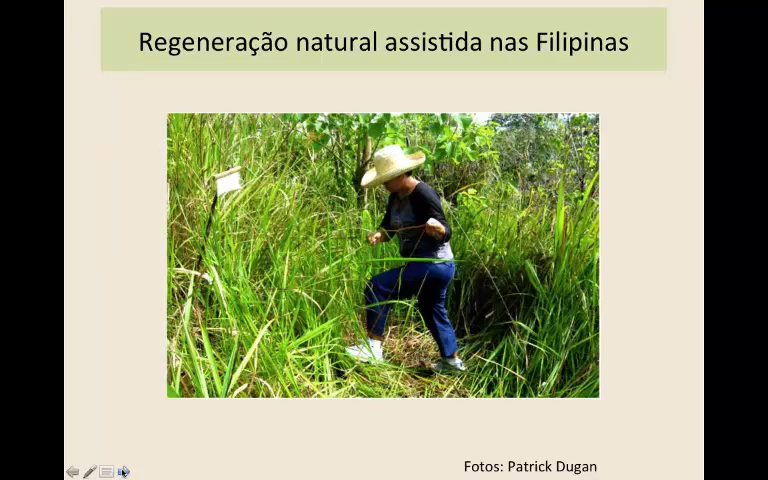 Regeneração natural assistida nas Filipinas
Fotos: Patrick Dugan